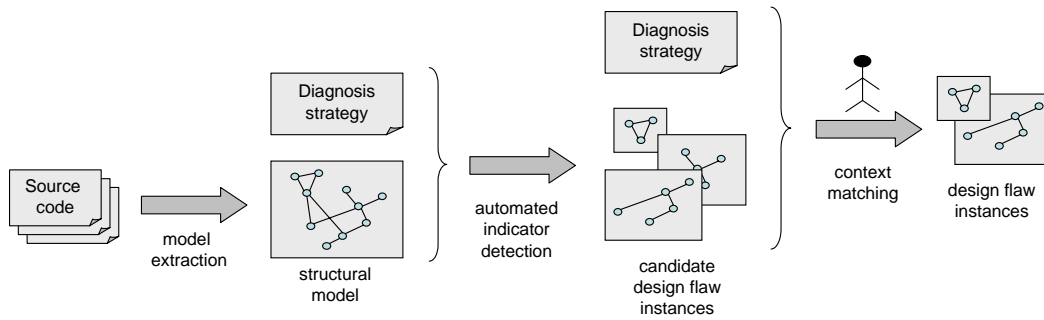 Source
code
model
extraction
Diagnosis
strategy
structural
model
automated
indicator
detection
Diagnosis
strategy
candidate
design flaw
instances
context
matching
design flaw
instances